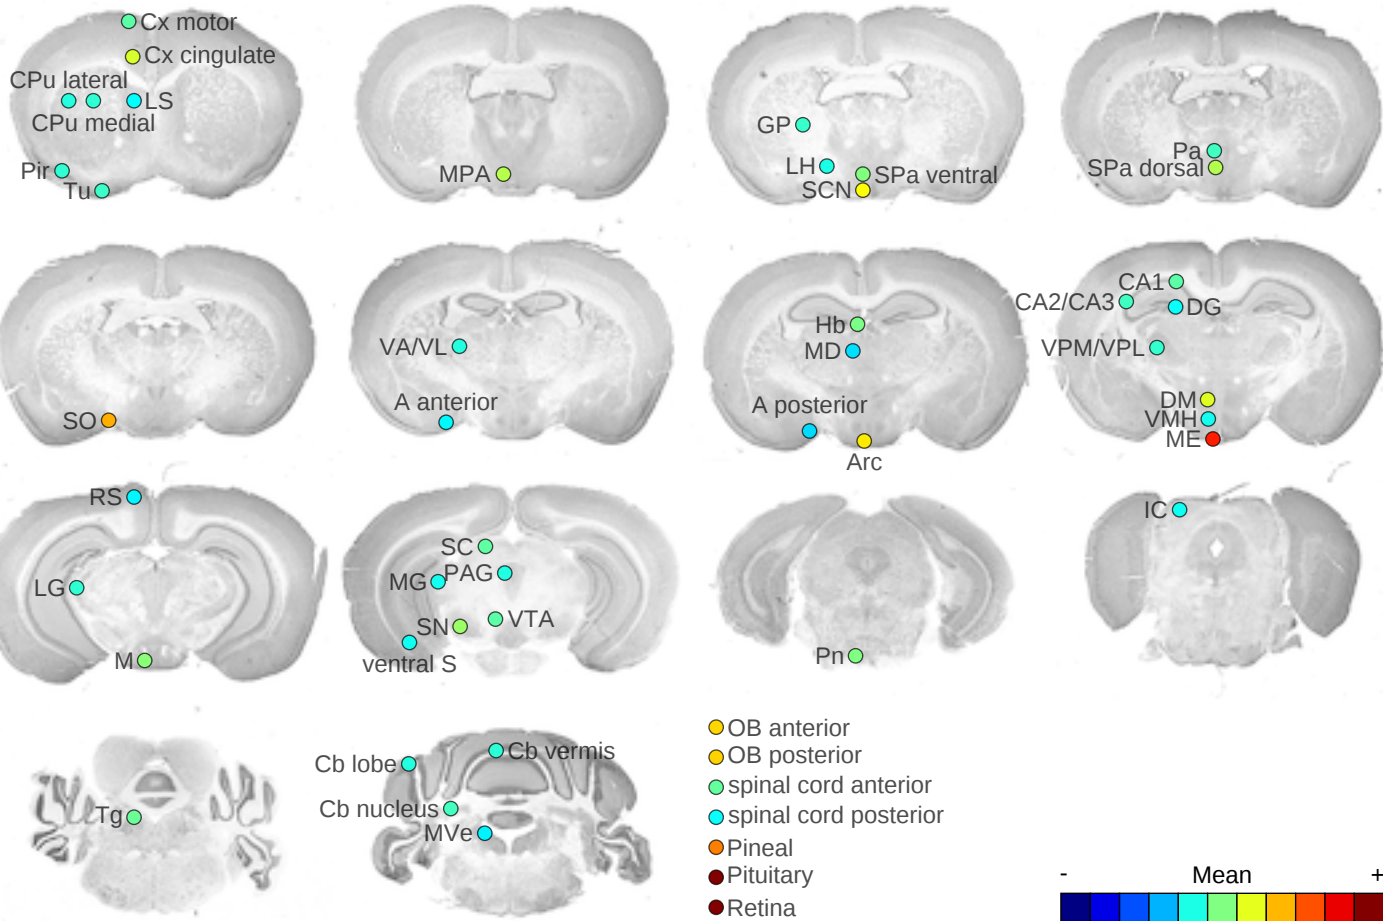 Cx motor
Cx cingulate
CPu lateral
LS
CPu medial
Pir
Tu
MPA
GP
LH
SPa ventral
SCN
Pa
SPa dorsal
SO
VA/VL
A anterior
Hb
MD
A posterior
Arc
CA1
CA2/CA3
DG
VPM/VPL
DM
VMH
ME
RS
LG
M
SC
PAG
MG
VTA
SN
ventral S
Pn
IC
Tg
Cb vermis
Cb lobe
Cb nucleus
MVe
OB anterior
OB posterior
spinal cord anterior
spinal cord posterior
Pineal
Pituitary
Retina
- Mean +